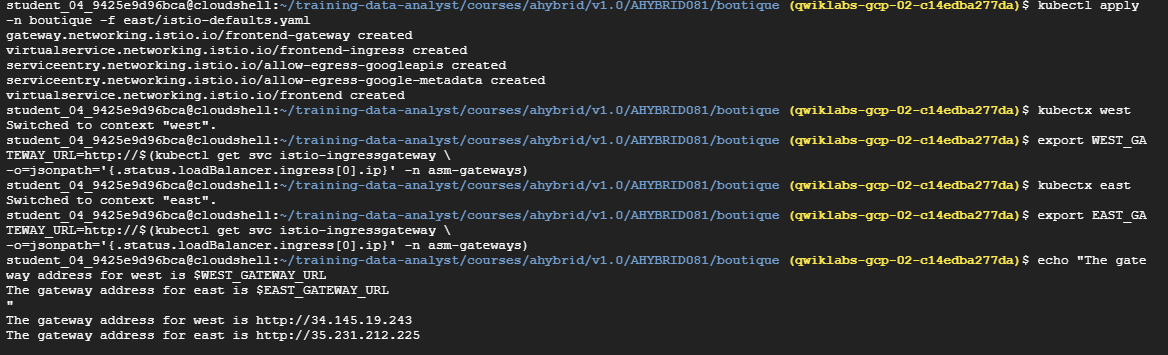 student_04_9425e9d96bca@cloudshell:~/training-data-analyst/courses/ahybrid/v1.0/AHYBRID081/boutique (qwiklabs-gcp-02-c14edba277da)$ kubectl apply
-n boutique -f east/istio-defaults.yaml
gateway.networking.istio.io/frontend-gateway created
virtualservice.networking.istio.io/frontend-ingress created
serviceentry.networking.istio.io/allow-egress-googleapis created
serviceentry.networking.istio.io/allow-egress-google-metadata created
virtualservice.networking.istio.io/frontend created
student_04_9425e9d96bca@cloudshell:~/training-data-analyst/courses/ahybrid/v1.0/AHYBRID081/boutique (qwiklabs-gcp-02-c14edba277da)$ kubectx west
Switched to context "west".
student_04_9425e9d96bca@cloudshell:~/training-data-analyst/courses/ahybrid/v1.0/AHYBRID081/boutique (qwiklabs-gcp-02-c14edba277da)$ export WEST_GA
TEWAY_URL=http://$(kubectl get svc istio-ingressgateway \
-o=jsonpath='{.status.loadBalancer.ingress[0].ip}' -n asm-gateways)
student_04_9425e9d96bca@cloudshell:~/training-data-analyst/courses/ahybrid/v1.0/AHYBRID081/boutique (qwiklabs-gcp-02-c14edba277da)$ kubectx east
Switched to context "east".
student_04_9425e9d96bca@cloudshell:~/training-data-analyst/courses/ahybrid/v1.0/AHYBRID081/boutique (qwiklabs-gcp-02-c14edba277da)$ export EAST_GA
TEWAY_URL=http://$(kubectl get svc istio-ingressgateway \
-o=jsonpath='{.status.loadBalancer.ingress[0].ip}' -n asm-gateways)
student_04_9425e9d96bca@cloudshell:~/training-data-analyst/courses/ahybrid/v1.0/AHYBRID081/boutique (qwiklabs-gcp-02-c14edba277da)$ echo "The gate
way address for west is $WEST_GATEWAY_URL
The gateway address for east is $EAST_GATEWAY_URL
"
The gateway address for west is http://34.145.19.243
The gateway address for east is http://35.231.212.225